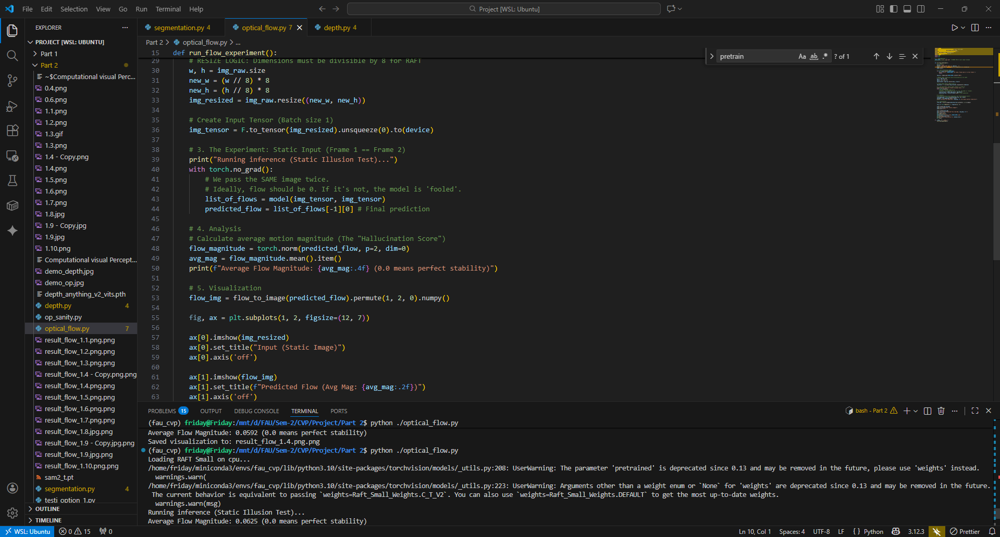 File Edit Selection View Go Run Terminal Help
Project [WSL: Ubuntu]
EXPLORER
PROJECT [WSL: UBUNTU]
Part 1
Part 2
~$Computational visual Perc...
0.4.png
0.6.png
1.1.png
1.2.png
1.3.gif
1.3.png
1.4 - Copy.png
1.4.png
1.5.png
1.6.png
1.7.png
1.8.jpg
1.9 - Copy.jpg
1.9.jpg
1.10.png
Computational visual Percept...
demo_depth.jpg
demo_op.jpg
depth_anything_v2_vits.pth
depth.py 4
op_sanity.py
optical_flow.py 7
result_flow_1.1.png.png
result_flow_1.2.png.png
result_flow_1.3.png.png
result_flow_1.4 - Copy.png.png
result_flow_1.4.png.png
result_flow_1.5.png.png
result_flow_1.6.png.png
result_flow_1.7.png.png
result_flow_1.8.jpg.png
result_flow_1.9 - Copy.jpg.png
result_flow_1.9.jpg.png
result_flow_1.10.png.png
sam2_t.pt
segmentation.py 4
testi_option_1.py
OUTLINE
TIMELINE
segmentation.py 4 optical_flow.py 7 depth.py 4
Part 2 > optical_flow.py > ...
pretrain Aa ab .* ? of 1
15 def run_flow_experiment():
29 # RESIZE LOGIC: Dimensions must be divisible by 8 for RAFT
30 w, h = img_raw.size
31 new_w = (w // 8) * 8
32 new_h = (h // 8) * 8
33 img_resized = img_raw.resize((new_w, new_h))
34
35 # Create Input Tensor (Batch size 1)
36 img_tensor = F.to_tensor(img_resized).unsqueeze(0).to(device)
37
38 # 3. The Experiment: Static Input (Frame 1 == Frame 2)
39 print("Running inference (Static Illusion Test)...")
40 with torch.no_grad():
41 # We pass the SAME image twice.
42 # Ideally, flow should be 0. If it's not, the model is 'fooled'.
43 list_of_flows = model(img_tensor, img_tensor)
44 predicted_flow = list_of_flows[-1][0] # Final prediction
45
46 # 4. Analysis
47 # Calculate average motion magnitude (The "Hallucination Score")
48 flow_magnitude = torch.norm(predicted_flow, p=2, dim=0)
49 avg_mag = flow_magnitude.mean().item()
50 print(f"Average Flow Magnitude: {avg_mag:.4f} (0.0 means perfect stability)")
51
52 # 5. Visualization
53 flow_img = flow_to_image(predicted_flow).permute(1, 2, 0).numpy()
54
55 fig, ax = plt.subplots(1, 2, figsize=(12, 7))
56
57 ax[0].imshow(img_resized)
58 ax[0].set_title("Input (Static Image)")
59 ax[0].axis('off')
60
61 ax[1].imshow(flow_img)
62 ax[1].set_title(f"Predicted Flow (Avg Mag: {avg_mag:.2f})")
63 ax[1].axis('off')
PROBLEMS 15 OUTPUT DEBUG CONSOLE TERMINAL PORTS
bash - Part 2
(fau_cvp) friday@Friday:/mnt/d/FAU/Sem-2/CVP/Project/Part 2$ python ./optical_flow.py
Average Flow Magnitude: 0.0592 (0.0 means perfect stability)
Saved visualization to: result_flow_1.4.png.png
(fau_cvp) friday@Friday:/mnt/d/FAU/Sem-2/CVP/Project/Part 2$ python ./optical_flow.py
Loading RAFT Small on cpu...
/home/friday/miniconda3/envs/fau_cvp/lib/python3.10/site-packages/torchvision/models/_utils.py:208: UserWarning: The parameter 'pretrained' is deprecated since 0.13 and may be removed in the future, please use 'weights' instead.
warnings.warn(
/home/friday/miniconda3/envs/fau_cvp/lib/python3.10/site-packages/torchvision/models/_utils.py:223: UserWarning: Arguments other than a weight enum or `None` for 'weights' are deprecated since 0.13 and may be removed in the future.
The current behavior is equivalent to passing `weights=Raft_Small_Weights.C_T_V2`. You can also use `weights=Raft_Small_Weights.DEFAULT` to get the most up-to-date weights.
warnings.warn(msg)
Running inference (Static Illusion Test)...
Average Flow Magnitude: 0.0625 (0.0 means perfect stability)
WSL: Ubuntu 0 15 0
Ln 10, Col 1 Spaces: 4 UTF-8 LF { } Python 3.12.3 Prettier